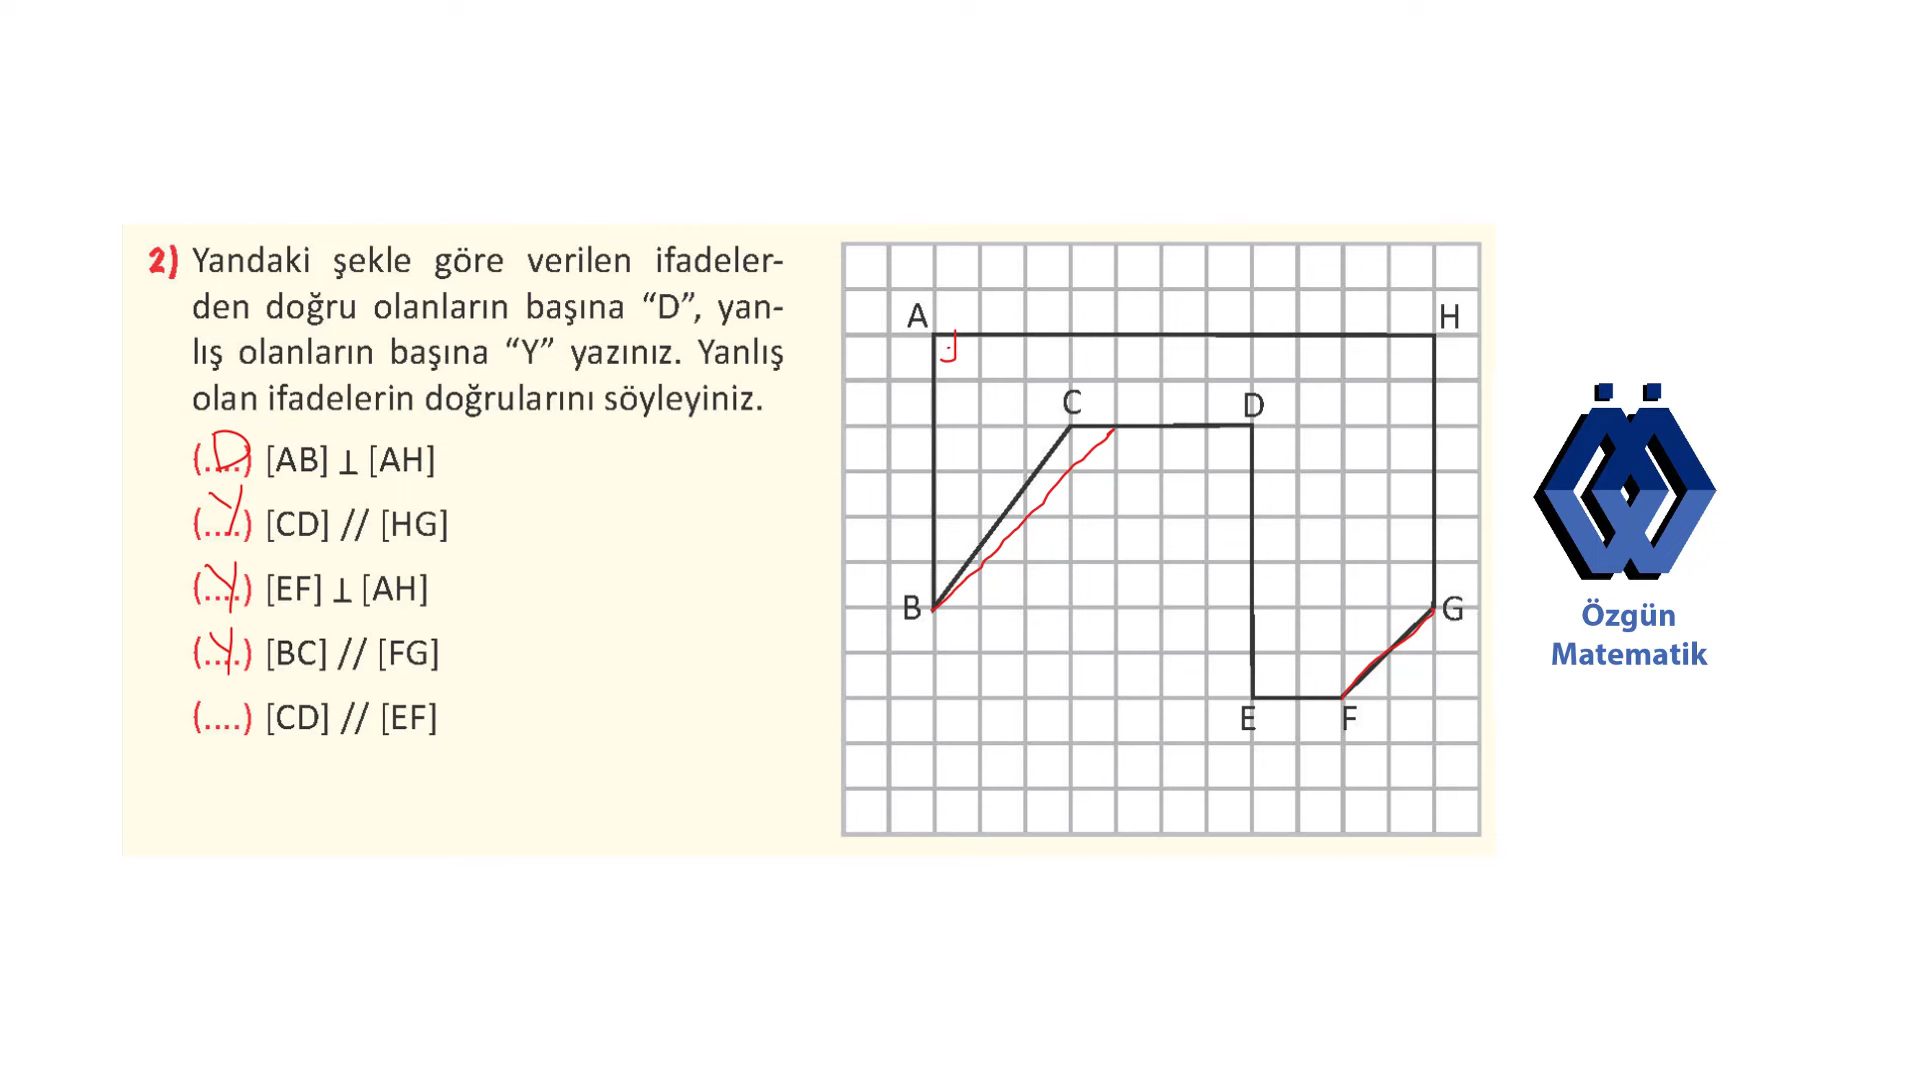 2) Yandaki şekle göre verilen ifadeler-
den doğru olanların başına “D”, yan-
lış olanların başına “Y” yazınız. Yanlış
olan ifadelerin doğrularını söyleyiniz.
(..D..) [AB] ⊥ [AH]
(..Y..) [CD] // [HG]
(..Y..) [EF] ⊥ [AH]
(..Y..) [BC] // [FG]
(....) [CD] // [EF]
A H
C D
B G
E F
Özgün
Matematik